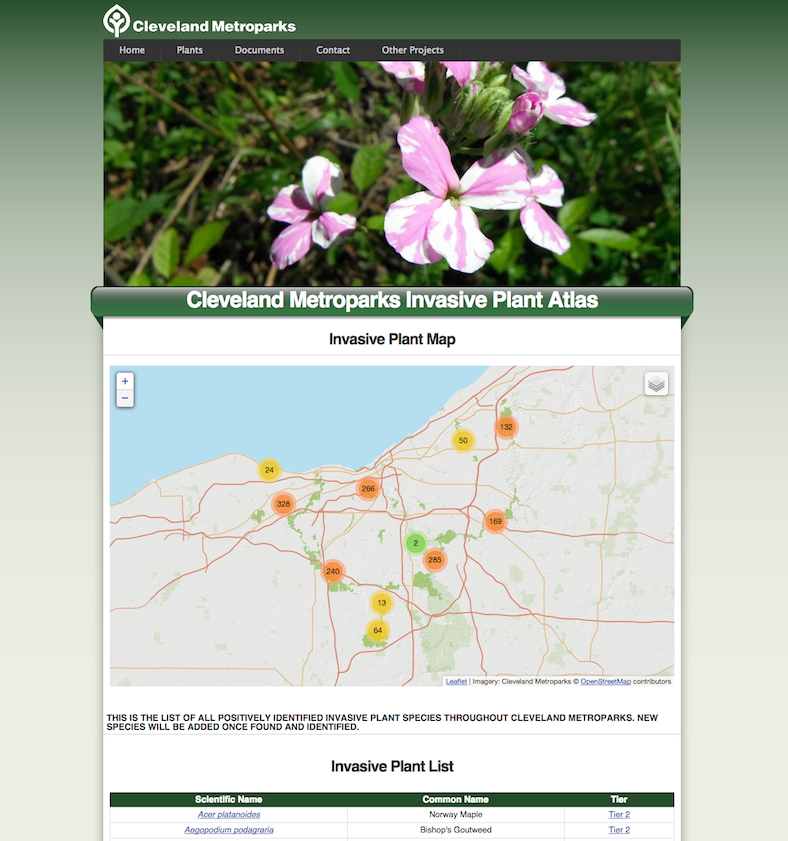 Cleveland Metroparks
Home Plants Documents Contact Other Projects
Cleveland Metroparks Invasive Plant Atlas
Invasive Plant Map
+
−
132
50
24
266
328
169
2
285
240
13
64
Leaflet | Imagery: Cleveland Metroparks © OpenStreetMap contributors
THIS IS THE LIST OF ALL POSITIVELY IDENTIFIED INVASIVE PLANT SPECIES THROUGHOUT CLEVELAND METROPARKS. NEW
SPECIES WILL BE ADDED ONCE FOUND AND IDENTIFIED.
Invasive Plant List
Scientific Name Common Name Tier
Acer platanoides Norway Maple Tier 2
Aegopodium podagraria Bishop's Goutweed Tier 2